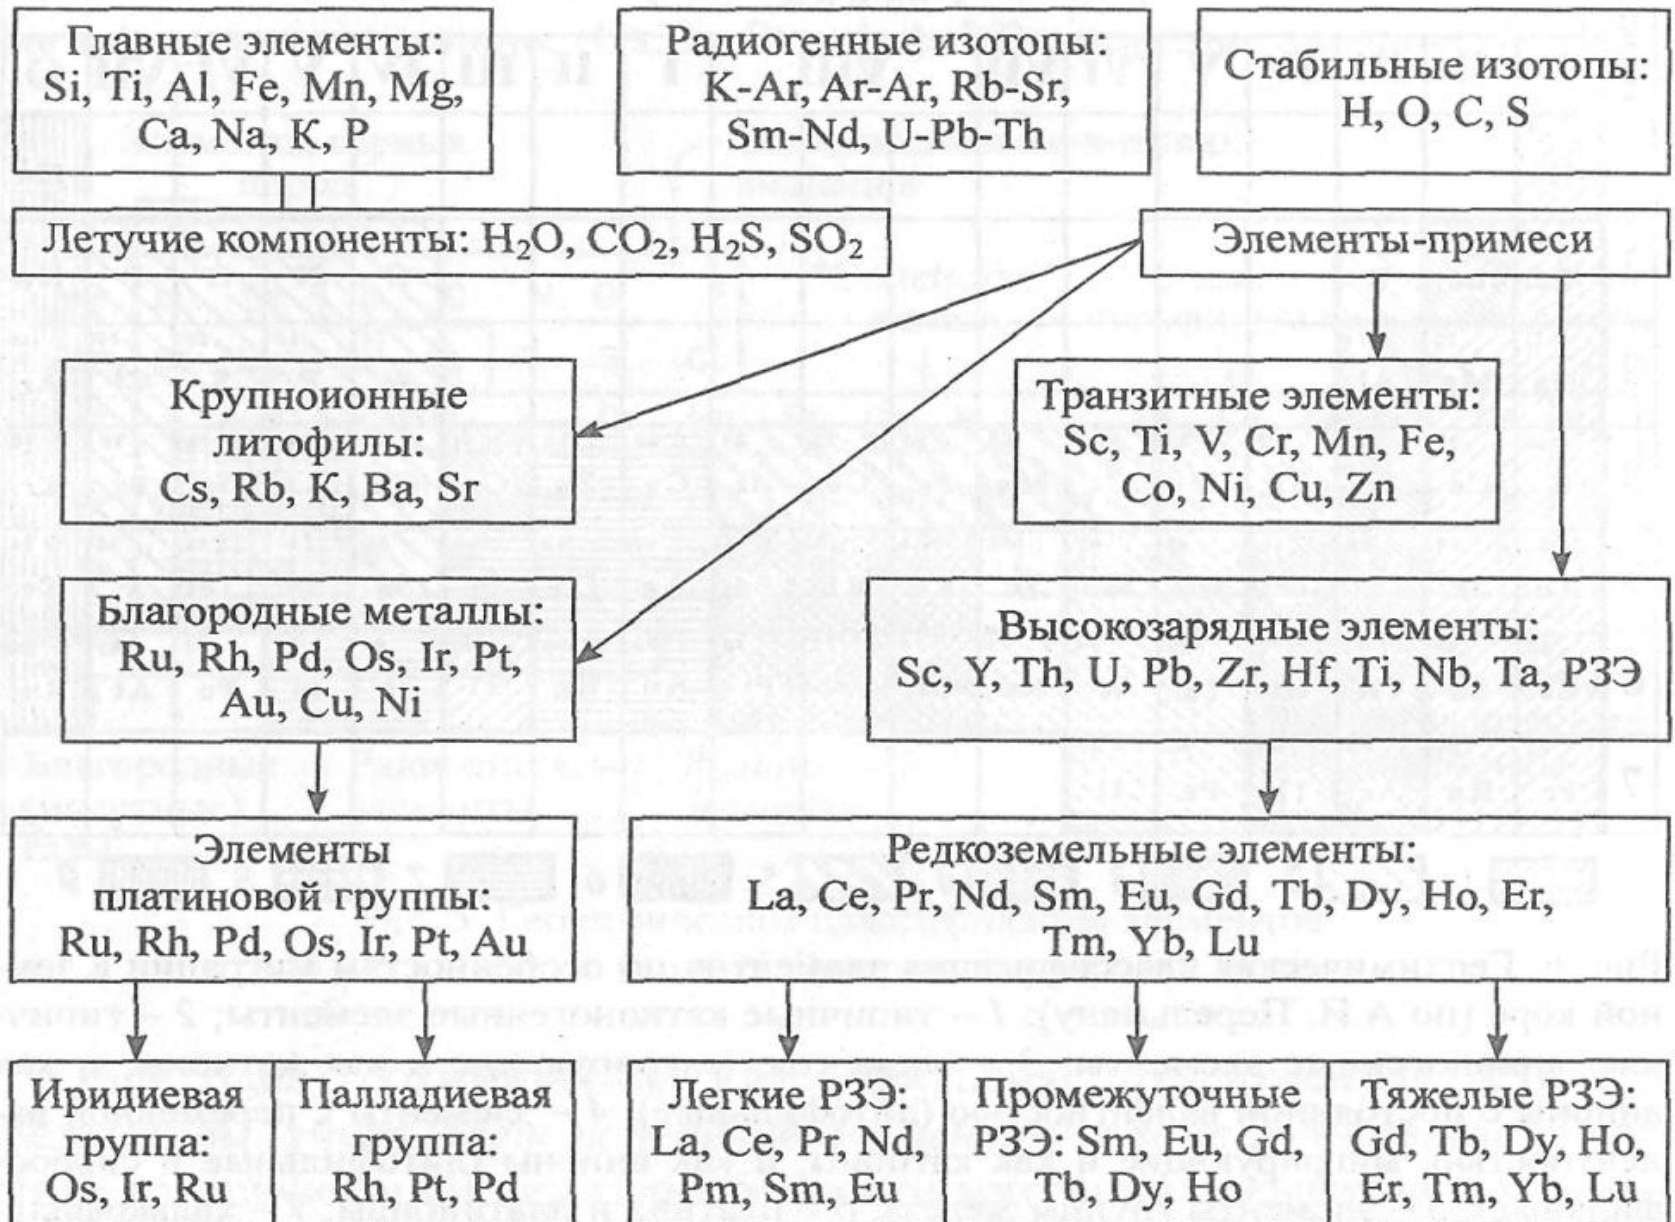 Главные элементы:
Si, Ti, Al, Fe, Mn, Mg,
Ca, Na, K, P
Радиогенные изотопы:
K-Ar, Ar-Ar, Rb-Sr,
Sm-Nd, U-Pb-Th
Стабильные изотопы:
H, O, C, S
Летучие компоненты: H₂O, CO₂, H₂S, SO₂
Элементы-примеси
Крупноионные
литофилы:
Cs, Rb, K, Ba, Sr
Транзитные элементы:
Sc, Ti, V, Cr, Mn, Fe,
Co, Ni, Cu, Zn
Благородные металлы:
Ru, Rh, Pd, Os, Ir, Pt,
Au, Cu, Ni
Высокозарядные элементы:
Sc, Y, Th, U, Pb, Zr, Hf, Ti, Nb, Ta, РЗЭ
Элементы
платиновой группы:
Ru, Rh, Pd, Os, Ir, Pt, Au
Редкоземельные элементы:
La, Ce, Pr, Nd, Sm, Eu, Gd, Tb, Dy, Ho, Er,
Tm, Yb, Lu
Иридиевая
группа:
Os, Ir, Ru
Палладиевая
группа:
Rh, Pt, Pd
Легкие РЗЭ:
La, Ce, Pr, Nd,
Pm, Sm, Eu
Промежуточные
РЗЭ: Sm, Eu, Gd,
Tb, Dy, Ho
Тяжелые РЗЭ:
Gd, Tb, Dy, Ho,
Er, Tm, Yb, Lu